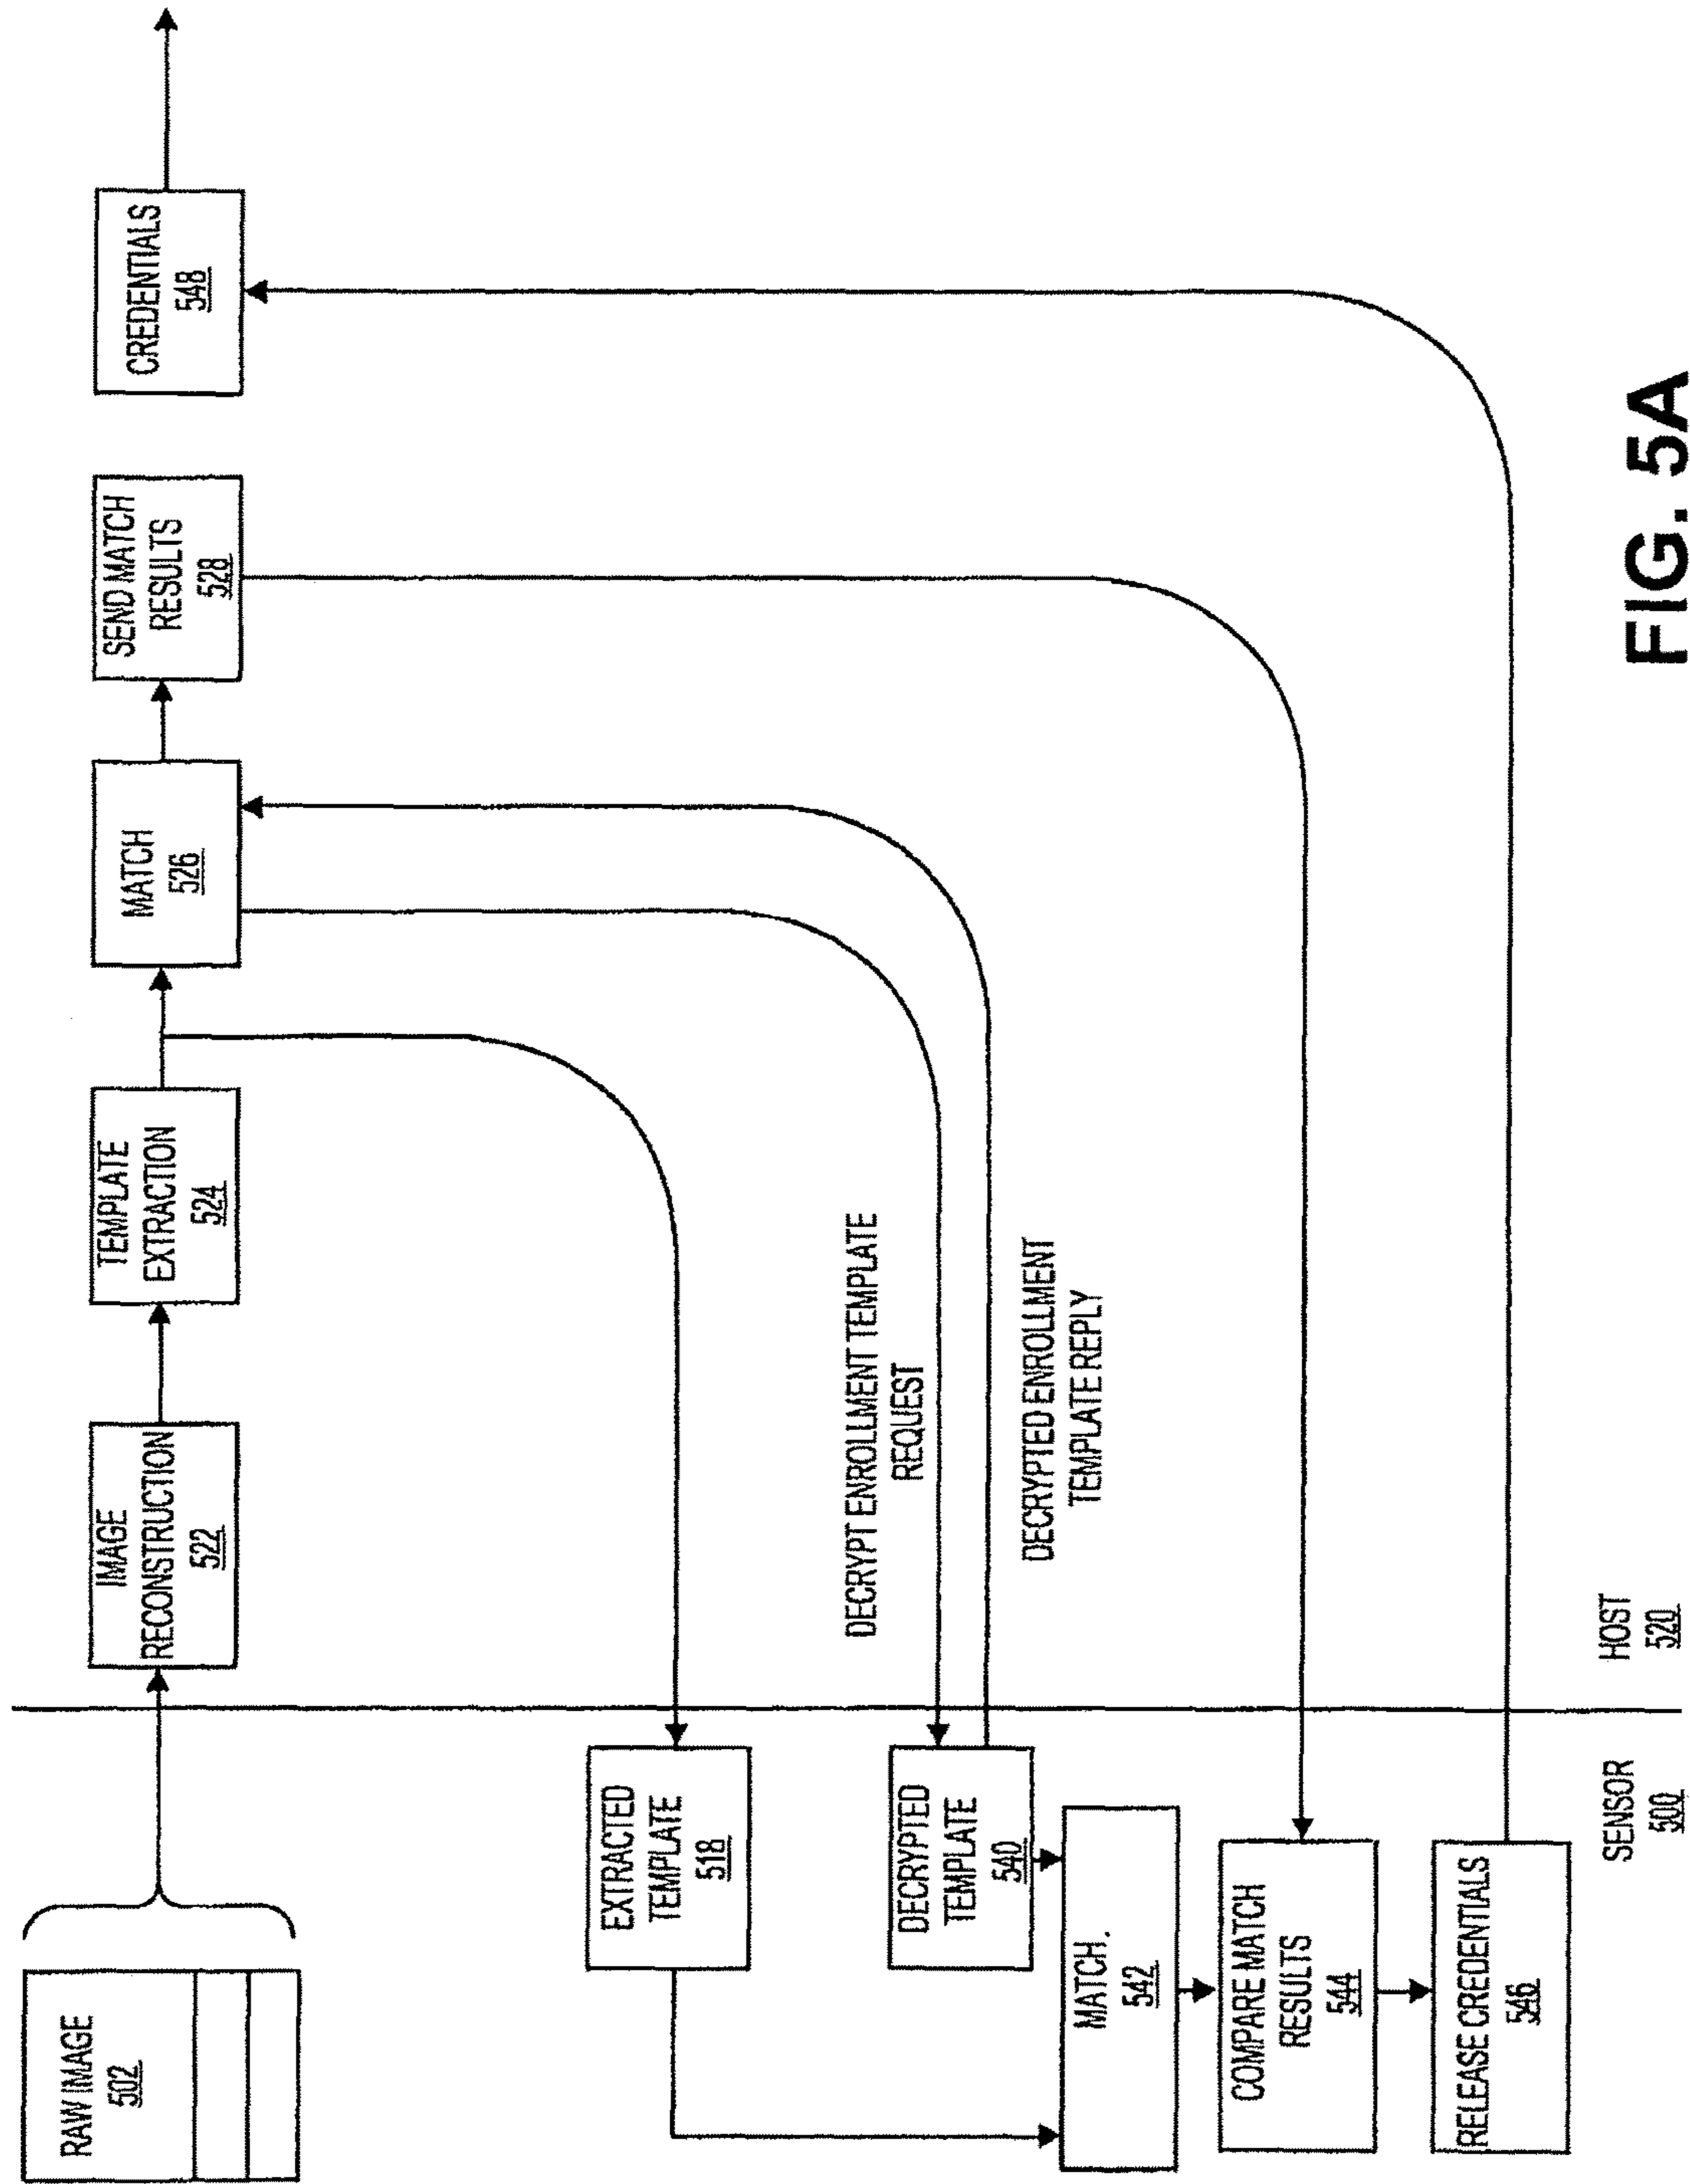 RAW IMAGE
502
IMAGE
RECONSTRUCTION
522
TEMPLATE
EXTRACTION
524
MATCH
526
SEND MATCH
RESULTS
528
CREDENTIALS
548
EXTRACTED
TEMPLATE
518
DECRYPT ENROLLMENT TEMPLATE
REQUEST
DECRYPTED
TEMPLATE
540
DECRYPTED ENROLLMENT
TEMPLATE REPLY
MATCH.
542
COMPARE MATCH
RESULTS
544
RELEASE CREDENTIALS
546
SENSOR
500
HOST
520
FIG. 5A